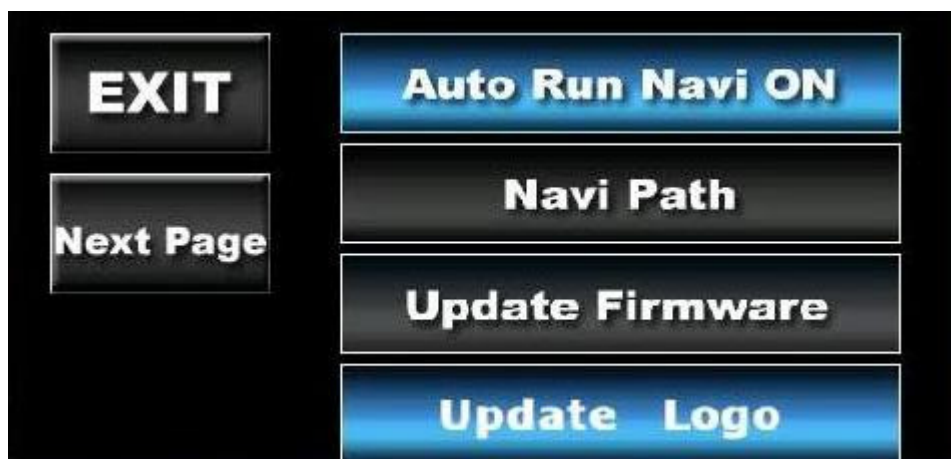 EXIT
Next Page
Auto Run Navi ON
Navi Path
Update Firmware
Update Logo